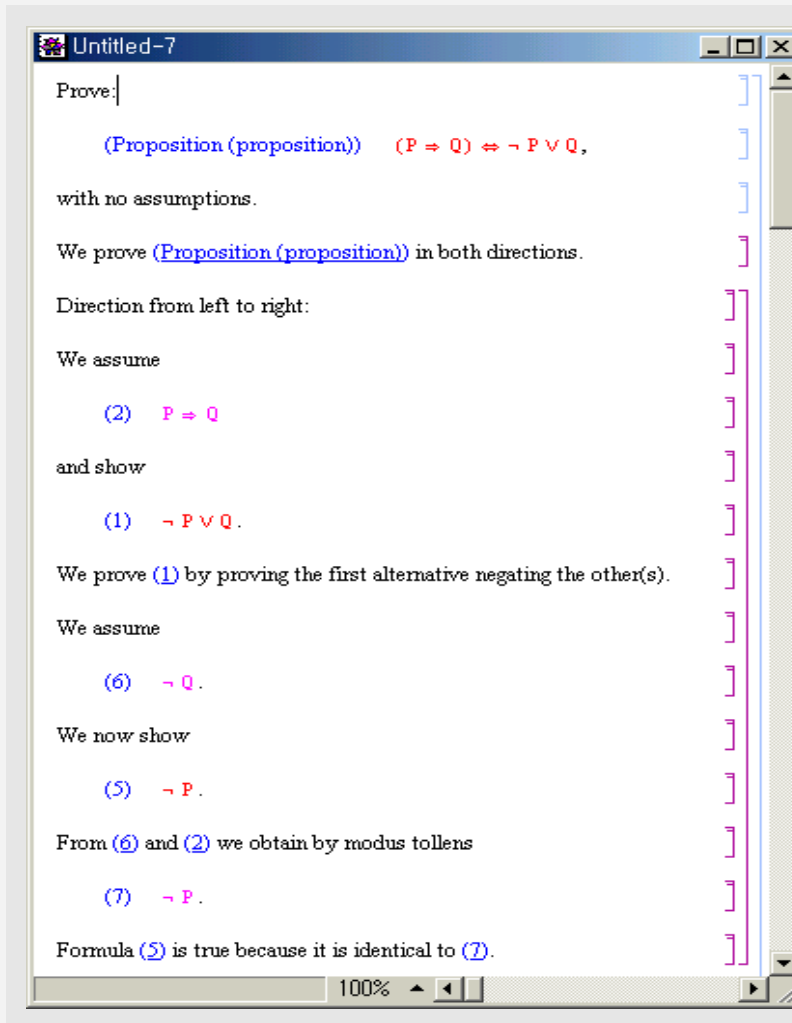 Untitled-7
Prove:
(Proposition (proposition)) (P ⇒ Q) ⇔ ¬ P ∨ Q,
with no assumptions.
We prove (Proposition (proposition)) in both directions.
Direction from left to right:
We assume
(2) P ⇒ Q
and show
(1) ¬ P ∨ Q.
We prove (1) by proving the first alternative negating the other(s).
We assume
(6) ¬ Q.
We now show
(5) ¬ P.
From (6) and (2) we obtain by modus tollens
(7) ¬ P.
Formula (5) is true because it is identical to (7).
100%